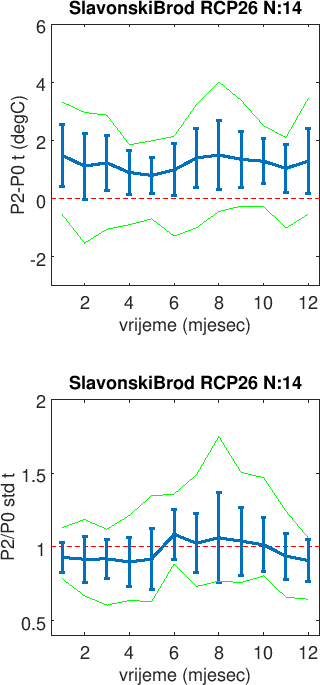 SlavonskiBrod RCP26 N:14
6
4
2
0
-2
P2-P0 t (degC)
2 4 6 8 10 12
vrijeme (mjesec)
SlavonskiBrod RCP26 N:14
2
1.5
1
0.5
P2/P0 std t
2 4 6 8 10 12
vrijeme (mjesec)